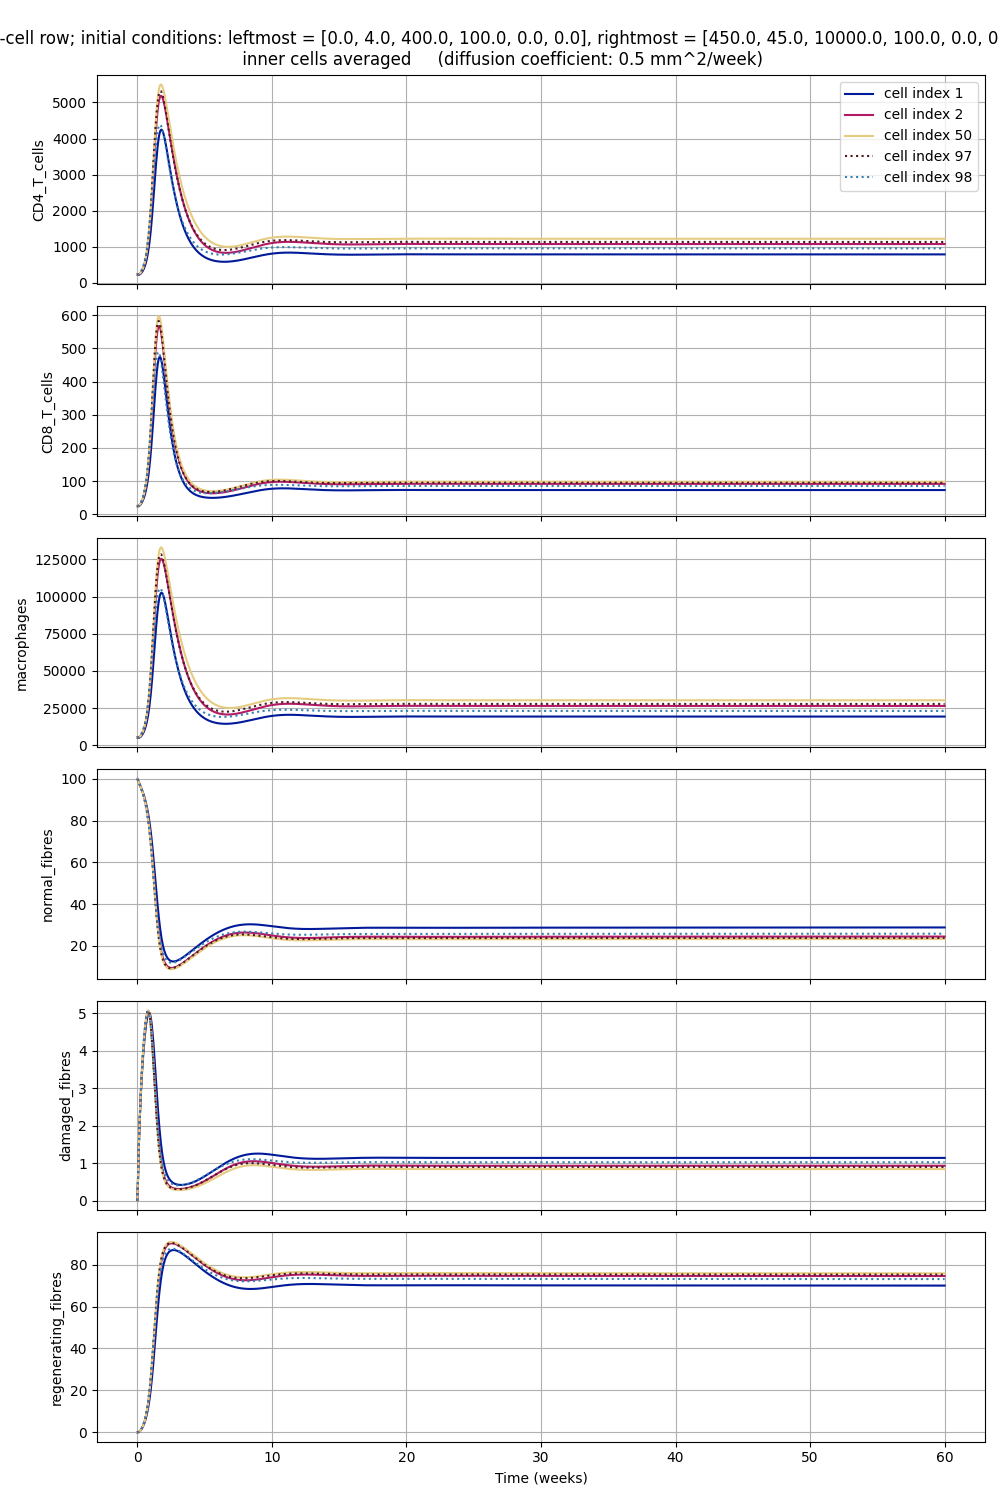 -cell row; initial conditions: leftmost = [0.0, 4.0, 400.0, 100.0, 0.0, 0.0], rightmost = [450.0, 45.0, 10000.0, 100.0, 0.0, 0
inner cells averaged (diffusion coefficient: 0.5 mm^2/week)
CD4_T_cells
5000
4000
3000
2000
1000
0
cell index 1
cell index 2
cell index 50
cell index 97
cell index 98
CD8_T_cells
600
500
400
300
200
100
0
macrophages
125000
100000
75000
50000
25000
0
normal_fibres
100
80
60
40
20
damaged_fibres
5
4
3
2
1
0
regenerating_fibres
80
60
40
20
0
0 10 20 30 40 50 60
Time (weeks)